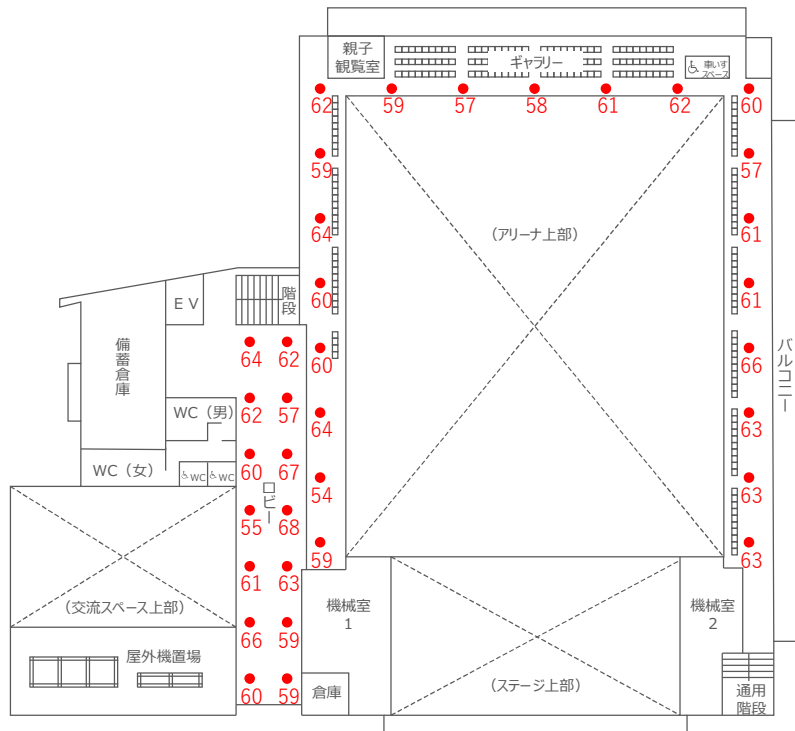 親子
観覧室
ギャラリー
車いす
スペース
62
59
57
58
61
62
60
59
57
64
(アリーナ上部)
61
60
61
EV
階
段
備蓄倉庫
64
62
60
66
バルコニー
WC(男)
62
57
64
63
WC(女)
WC
WC
60
67
ロビー
54
63
55
68
59
63
61
63
(交流スペース上部)
機械室
1
機械室
2
66
59
屋外機置場
60
59
倉庫
(ステージ上部)
通用
階段